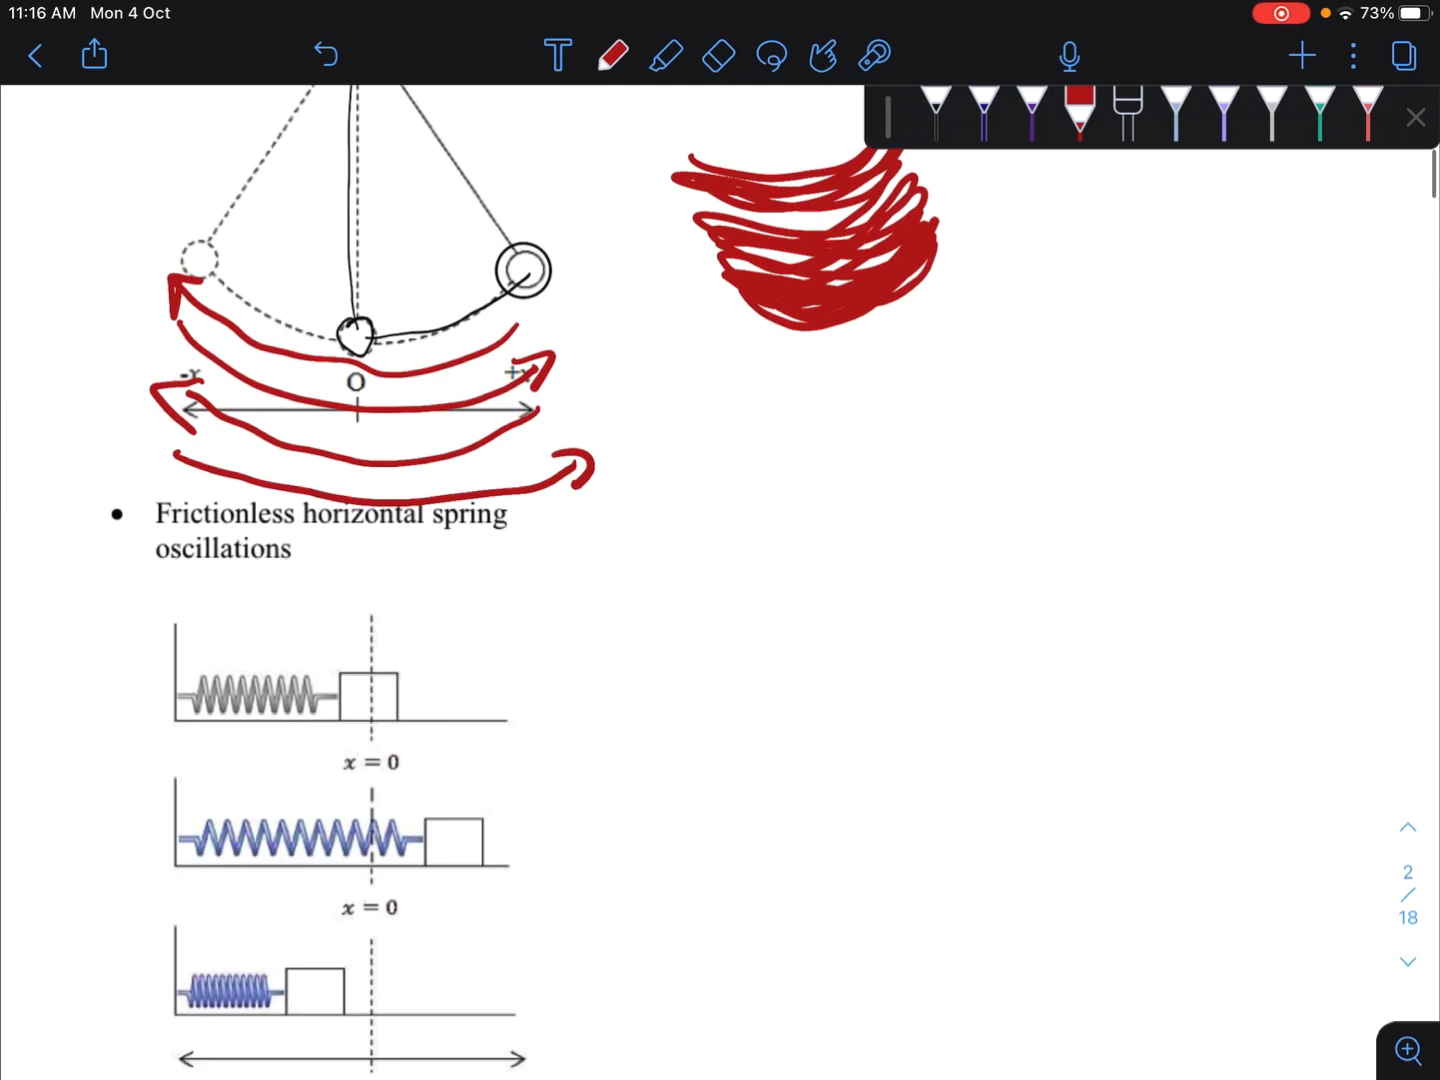 11:16 AM Mon 4 Oct
73%
-x
O
+x
• Frictionless horizontal spring
oscillations
x = 0
x = 0
2
/
18